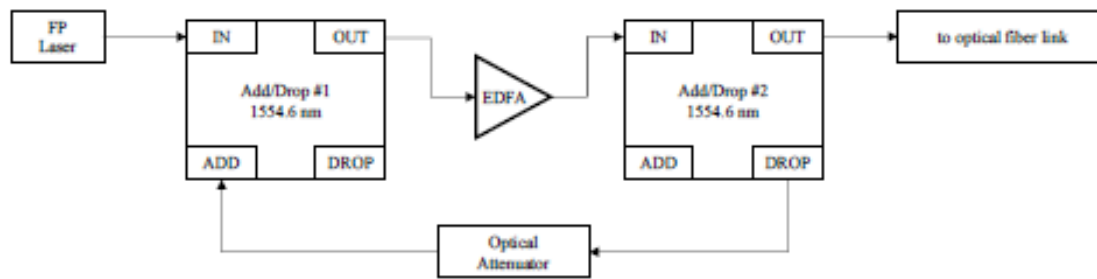 FP
Laser
IN
OUT
Add/Drop #1
1554.6 nm
ADD
DROP
EDFA
IN
OUT
Add/Drop #2
1554.6 nm
ADD
DROP
to optical fiber link
Optical
Attenuator